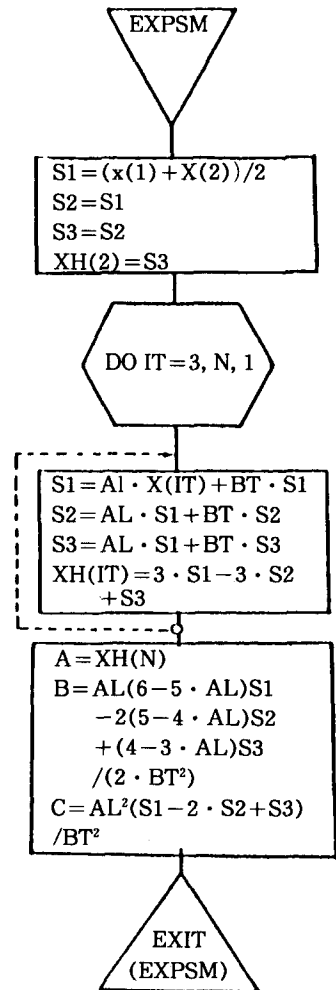 EXPSM
S1=(x(1)+X(2))/2
S2=S1
S3=S2
XH(2)=S3
DO IT=3, N, 1
S1=Al · X(IT)+BT · S1
S2=AL · S1+BT · S2
S3=AL · S1+BT · S3
XH(IT)=3 · S1−3 · S2
+S3
A=XH(N)
B=AL(6−5 · AL)S1
−2(5−4 · AL)S2
+(4−3 · AL)S3
/(2 · BT²)
C=AL²(S1−2 · S2+S3)
/BT²
EXIT
(EXPSM)